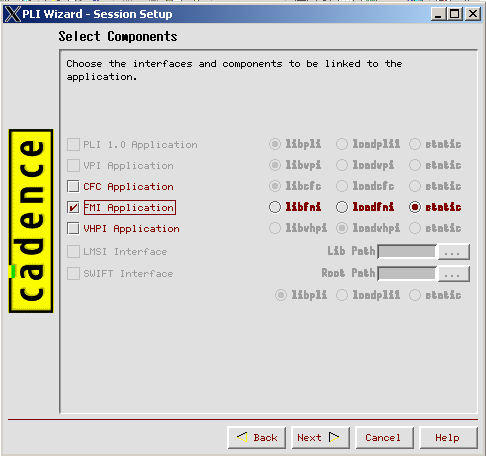 PLI Wizard - Session Setup
Select Components
Choose the interfaces and components to be linked to the
application.
cadence
PLI 1.0 Application libpli loadpli1 static
VPI Application libvpi loadvpi static
CFC Application libcfc loadcfc static
FMI Application libfmi loadfmi static
VHPI Application libvhpi loadvhpi static
LMSI Interface Lib Path ...
SWIFT Interface Root Path ...
libpli loadpli1 static
Back Next Cancel Help